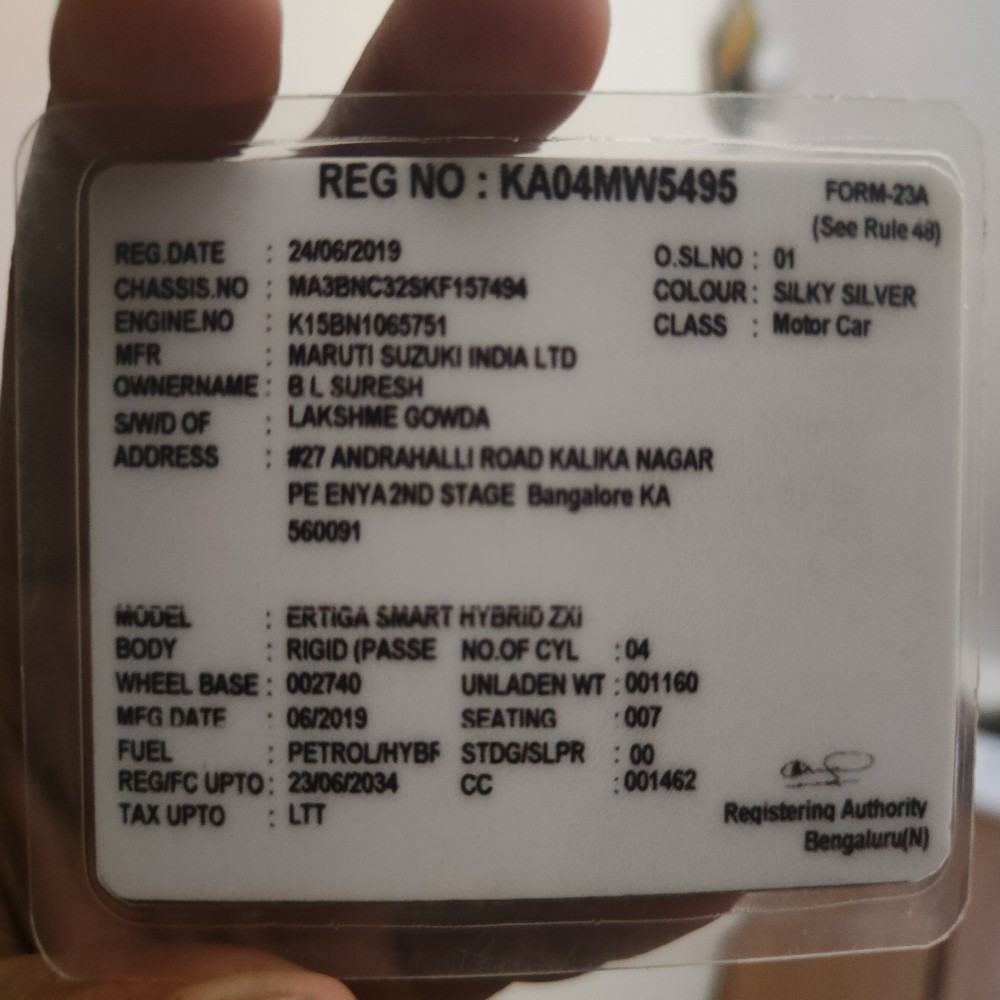 REG NO : KA04MW5495
FORM-23A
(See Rule 48)
REG.DATE : 24/06/2019 O.SL.NO : 01
CHASSIS.NO : MA3BNC32SKF157494 COLOUR : SILKY SILVER
ENGINE.NO : K15BN1065751 CLASS : Motor Car
MFR : MARUTI SUZUKI INDIA LTD
OWNERNAME : B L SURESH
S/W/D OF : LAKSHME GOWDA
ADDRESS : #27 ANDRAHALLI ROAD KALIKA NAGAR
PE ENYA2ND STAGE Bangalore KA
560091
MODEL : ERTIGA SMART HYBRID ZXI
BODY : RIGID (PASSE NO.OF CYL : 04
WHEEL BASE : 002740 UNLADEN WT : 001160
MFG DATE : 06/2019 SEATING : 007
FUEL : PETROL/HYBR STDG/SLPR : 00
REG/FC UPTO : 23/06/2034 CC : 001462
TAX UPTO : LTT
Registering Authority
Bengaluru(N)